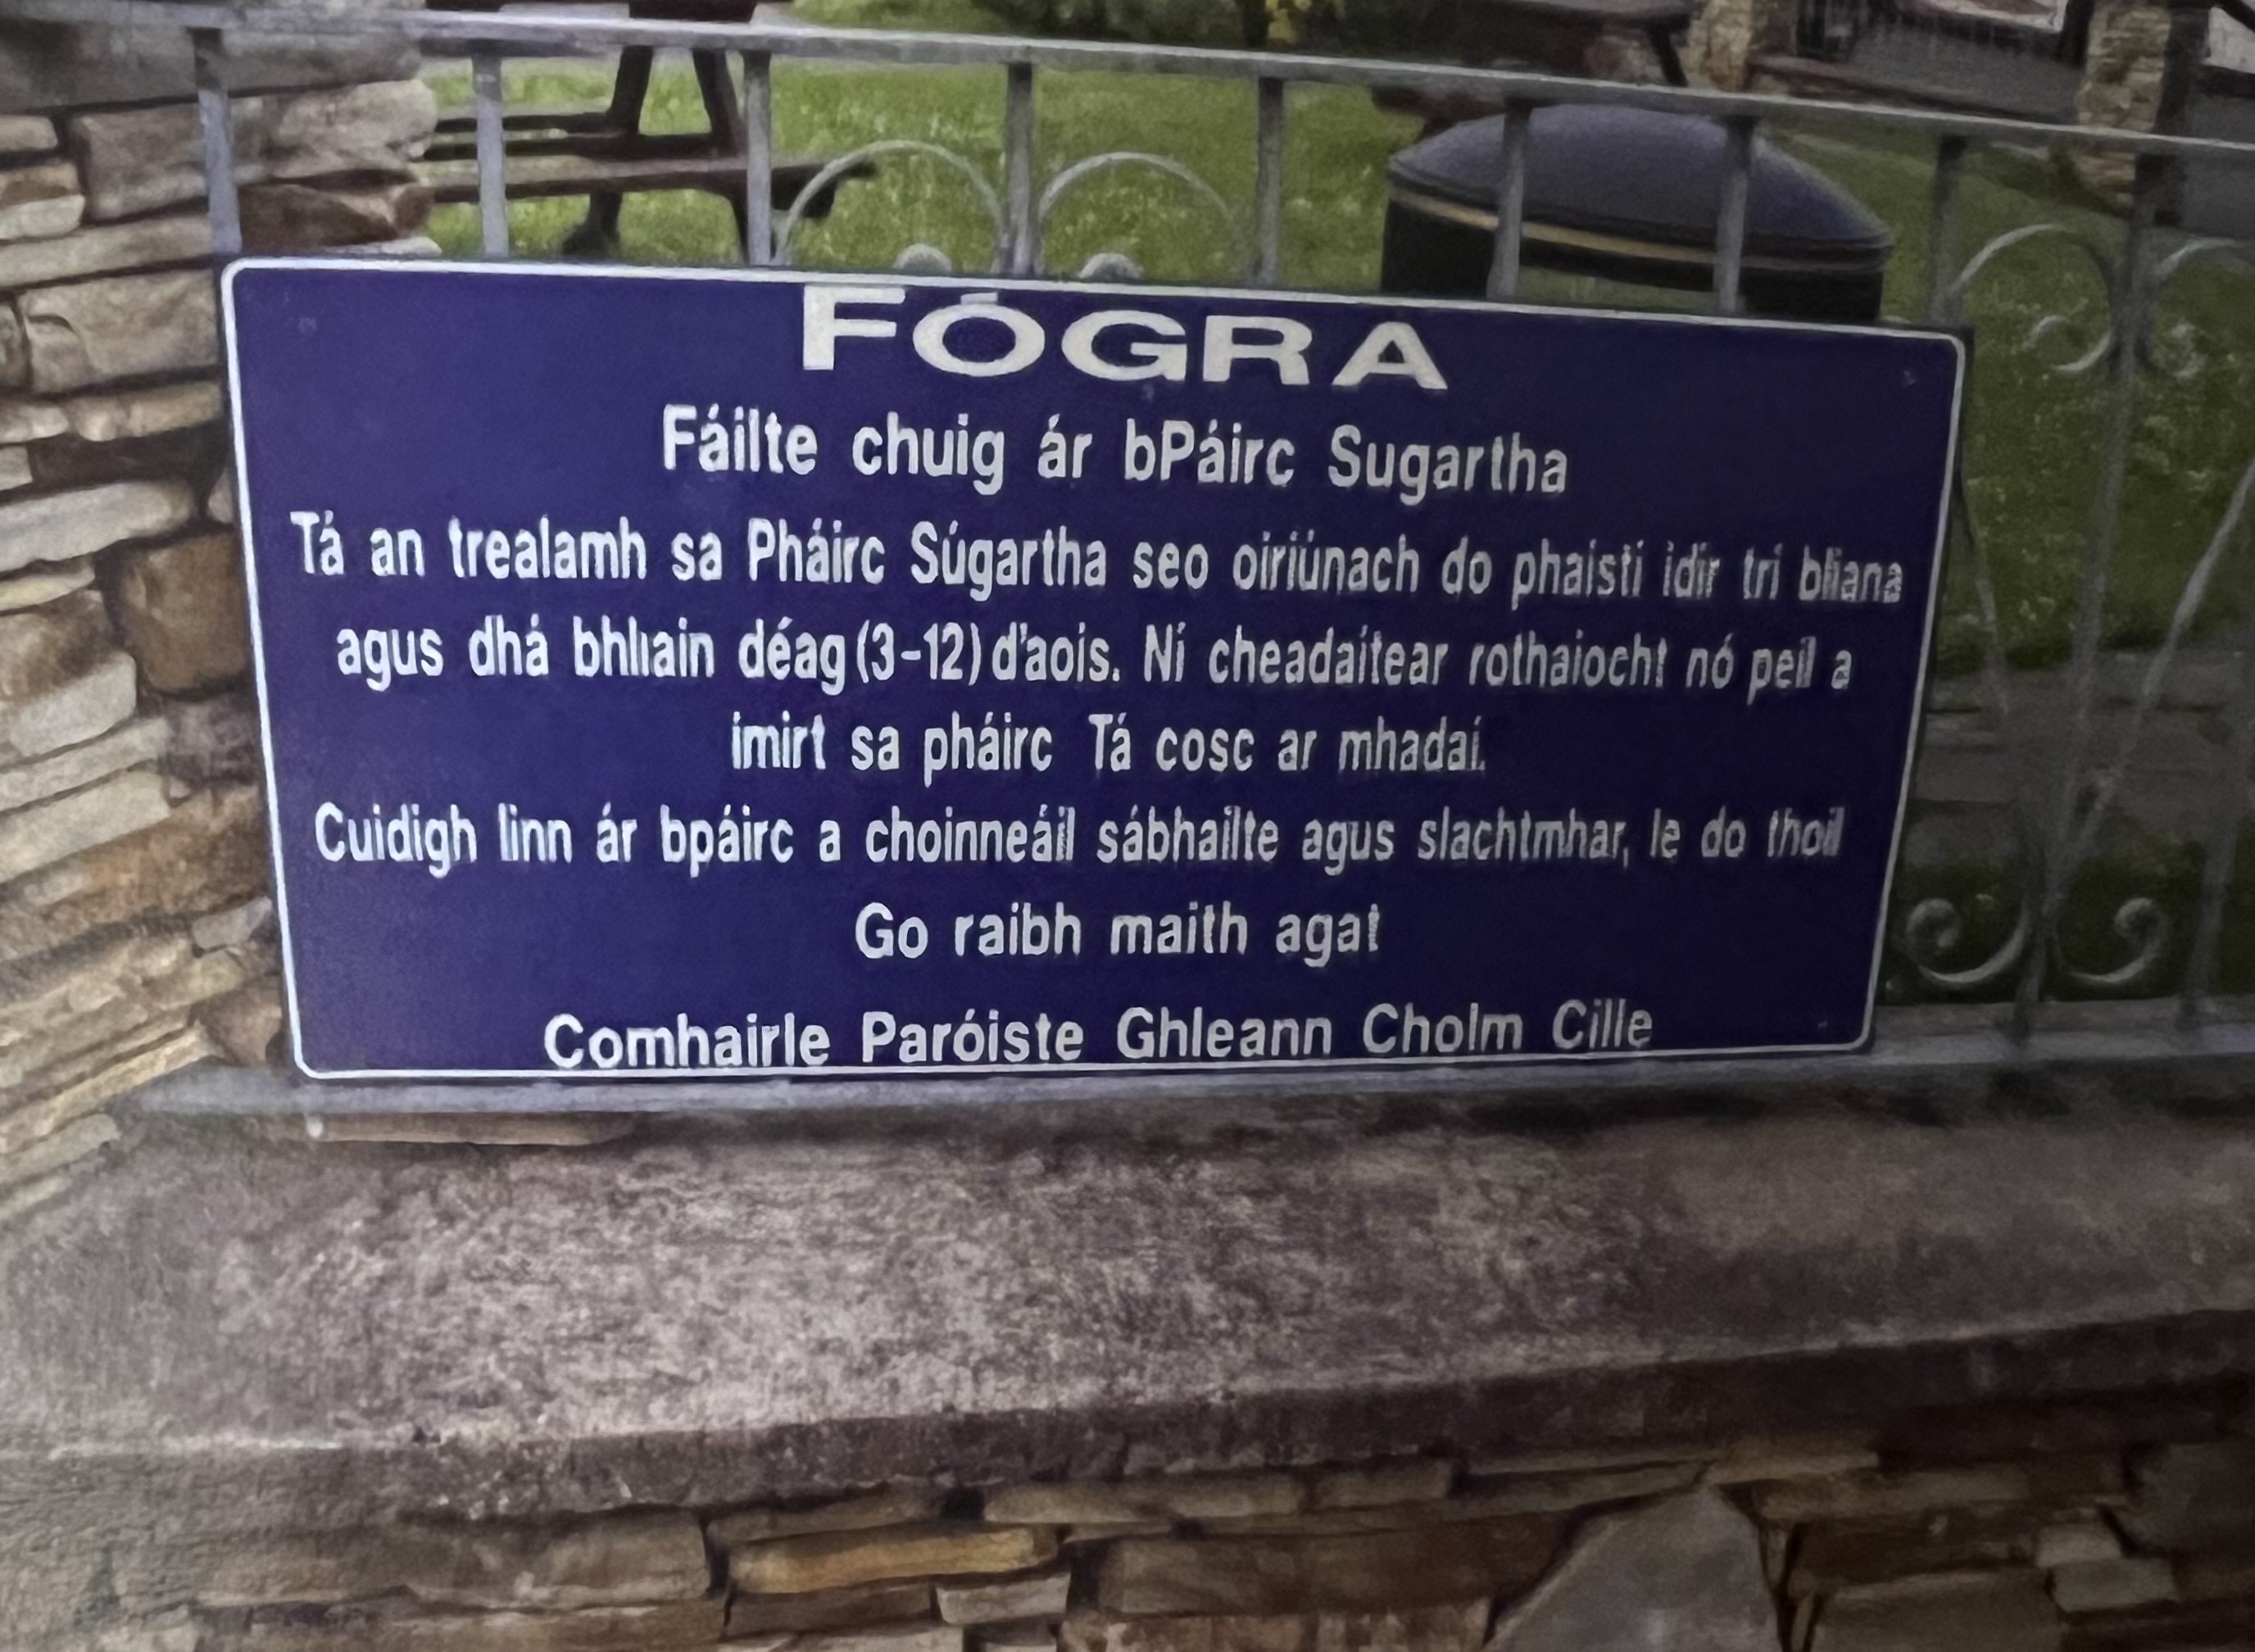 FÓGRA
Fáilte chuig ár bPáirc Sugartha
Tá an trealamh sa Pháirc Súgartha seo oiriúnach do phaistí idir trí bliana
agus dhá bhliain déag (3-12) d'aois. Ní cheadaítear rothaiocht nó peil a
imirt sa pháirc Tá cosc ar mhadaí.
Cuidigh linn ár bpáirc a choinneáil sábhailte agus slachtmhar, le do thoil
Go raibh maith agat
Comhairle Paróiste Ghleann Cholm Cille